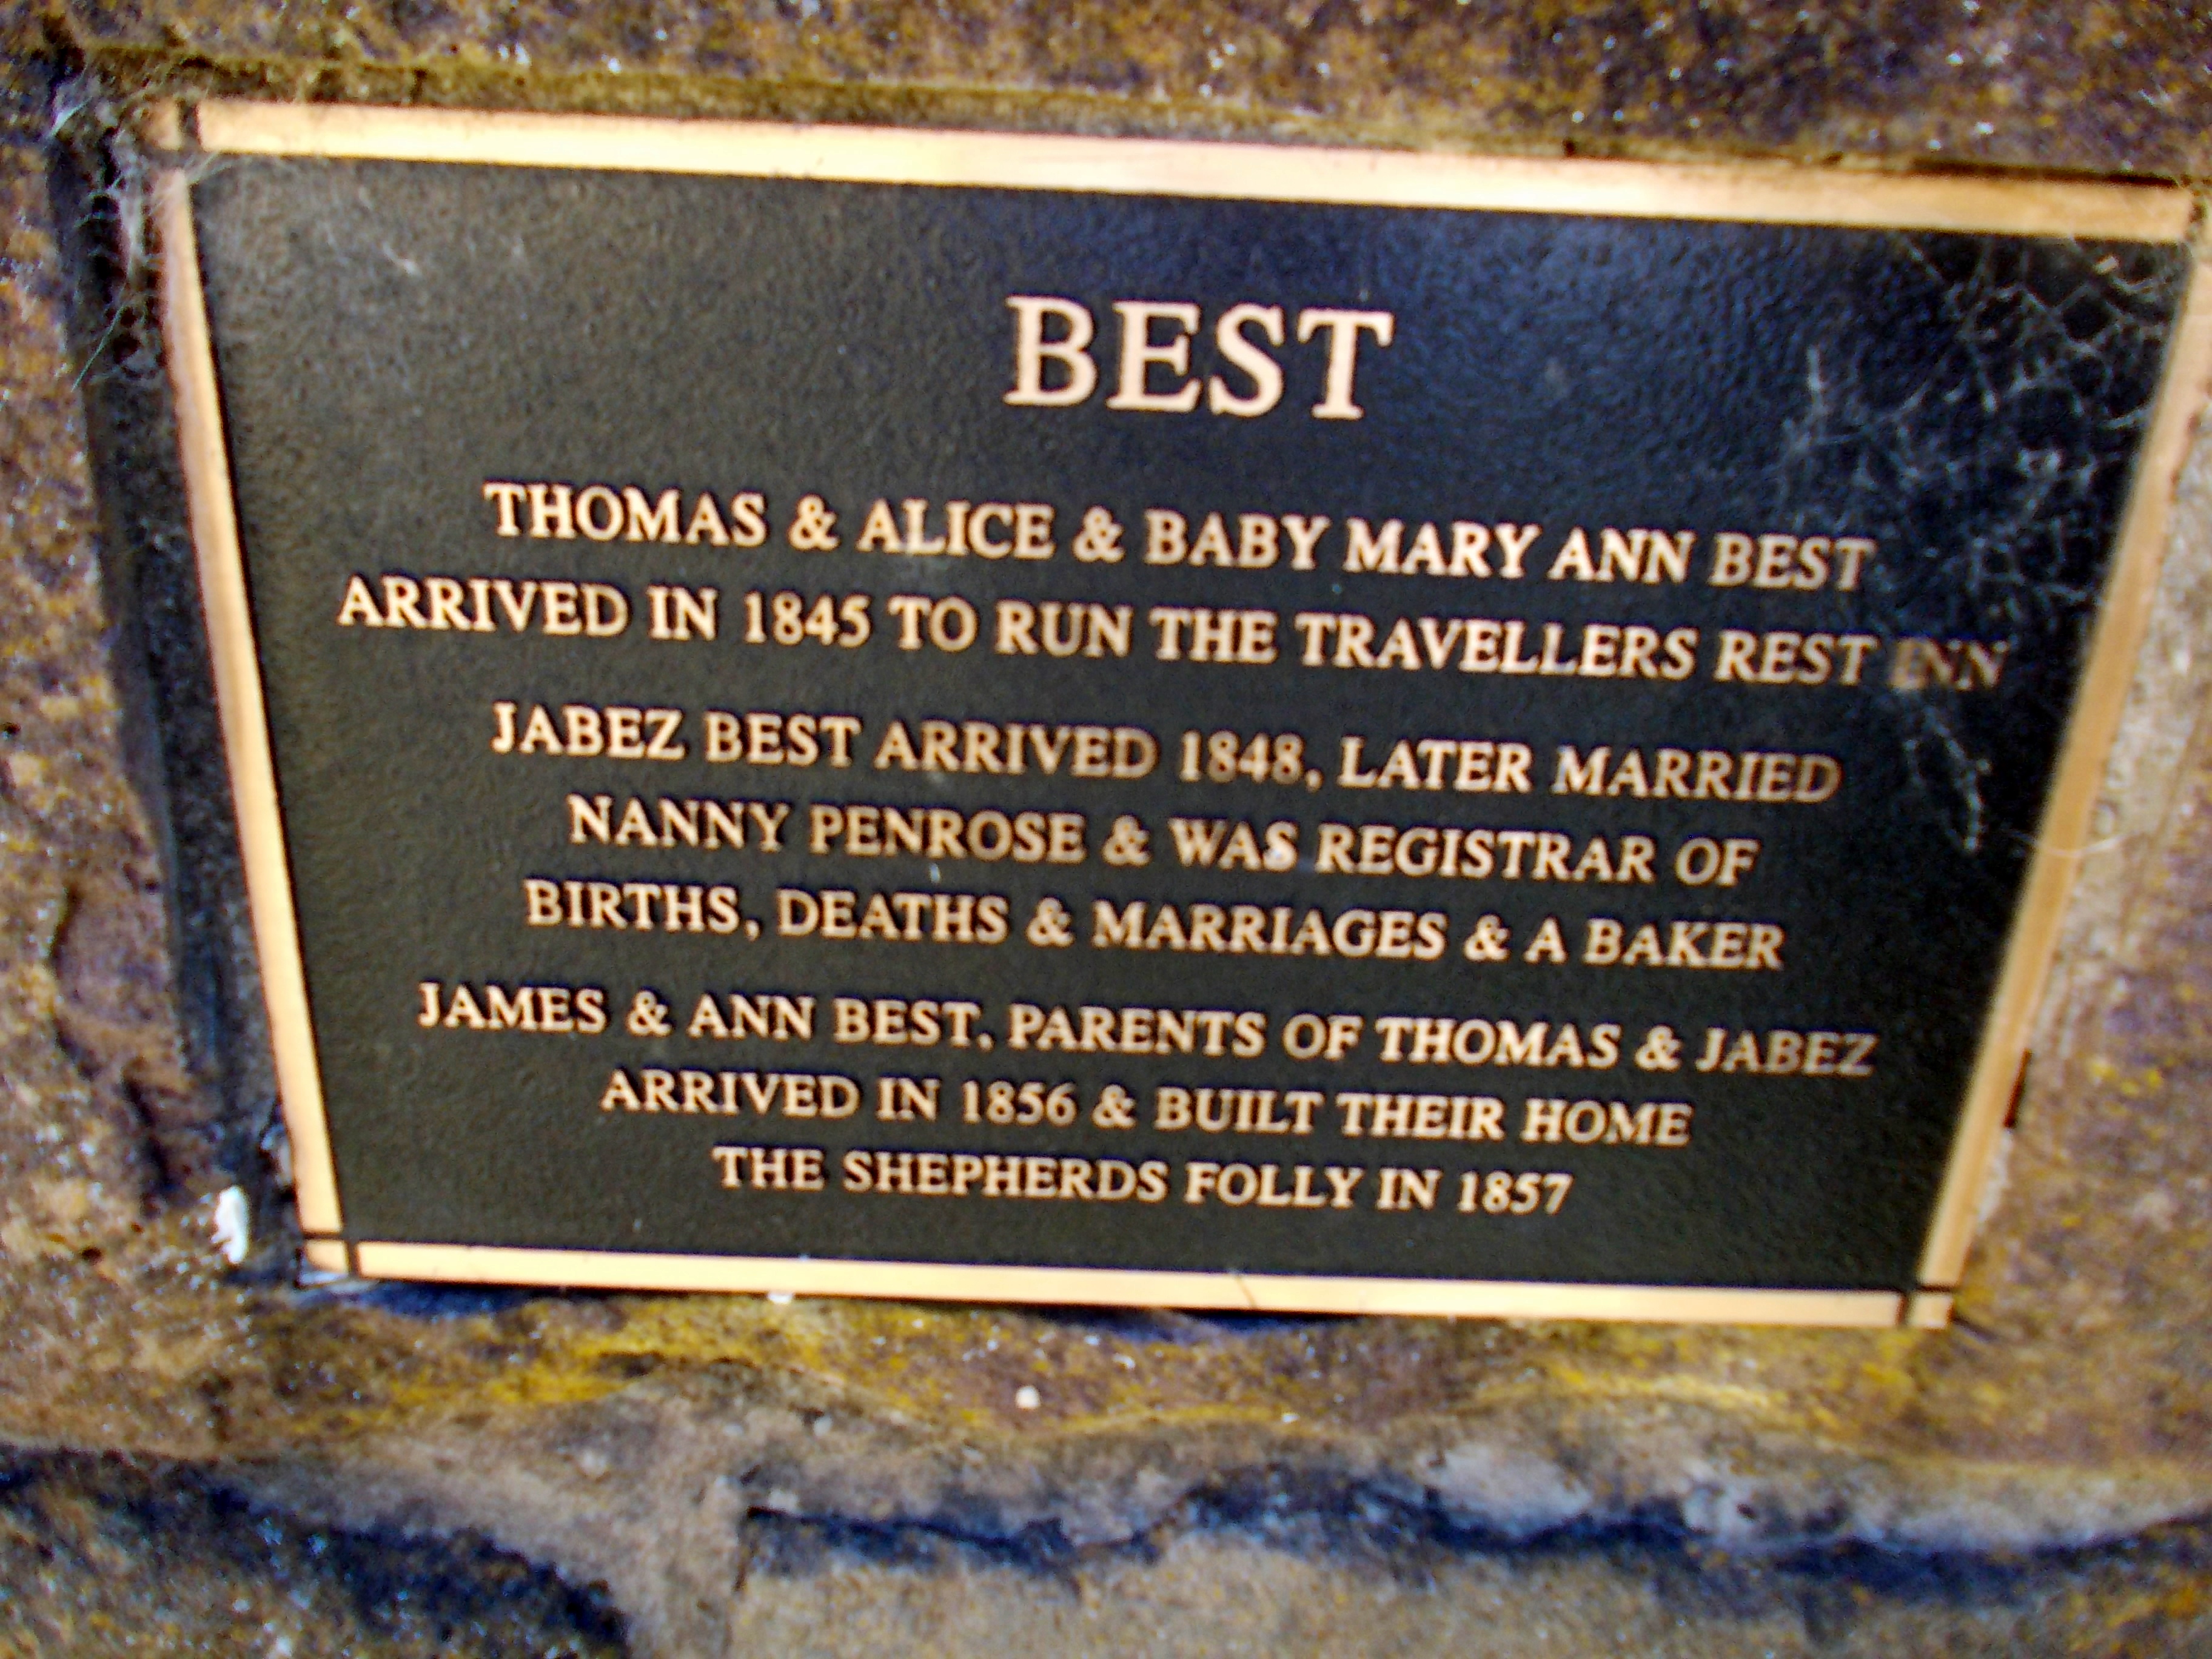 BEST
THOMAS & ALICE & BABY MARY ANN BEST
ARRIVED IN 1845 TO RUN THE TRAVELLERS REST INN
JABEZ BEST ARRIVED 1848, LATER MARRIED
NANNY PENROSE & WAS REGISTRAR OF
BIRTHS, DEATHS & MARRIAGES & A BAKER
JAMES & ANN BEST, PARENTS OF THOMAS & JABEZ
ARRIVED IN 1856 & BUILT THEIR HOME
THE SHEPHERDS FOLLY IN 1857